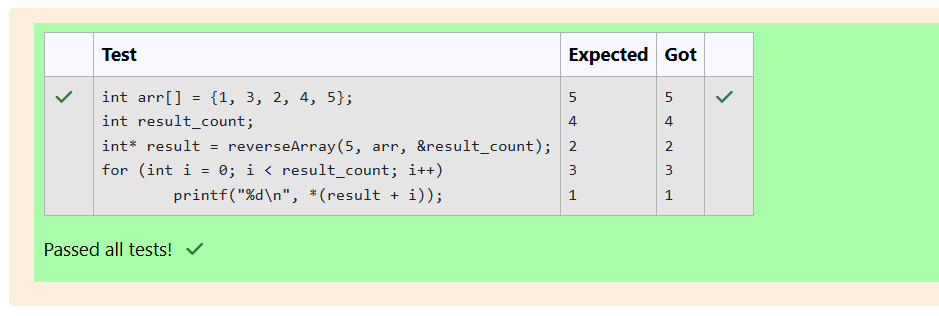 Test Expected Got
int arr[] = {1, 3, 2, 4, 5}; 5 5
int result_count; 4 4
int* result = reverseArray(5, arr, &result_count); 2 2
for (int i = 0; i < result_count; i++) 3 3
printf("%d\n", *(result + i)); 1 1
Passed all tests!